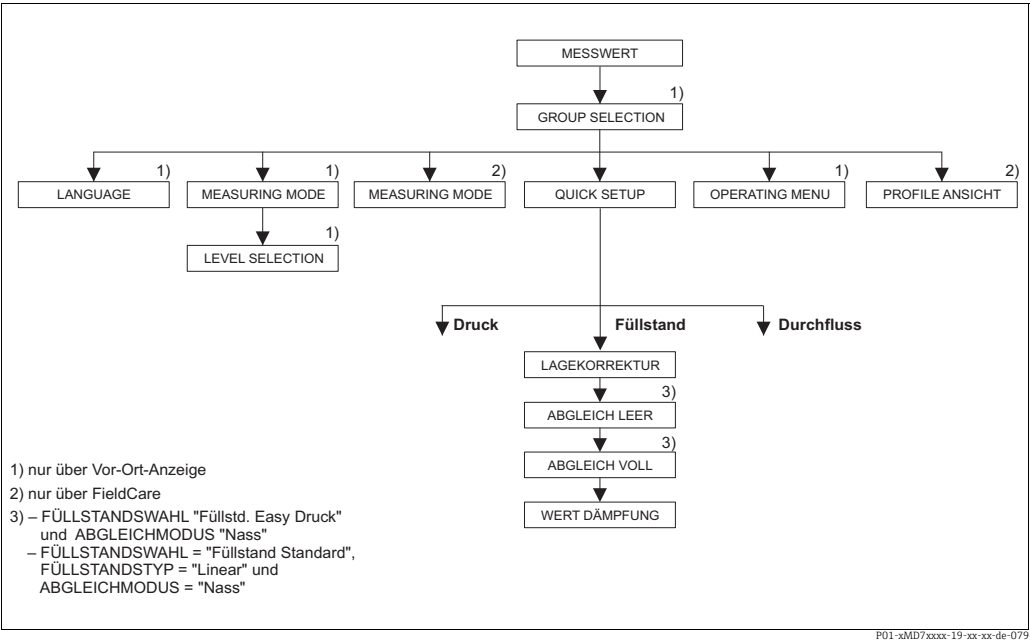 MESSWERT
1)
GROUP SELECTION
1)
1)
2)
1)
2)
LANGUAGE
MEASURING MODE
MEASURING MODE
QUICK SETUP
OPERATING MENU
PROFILE ANSICHT
1)
LEVEL SELECTION
Druck
Füllstand
Durchfluss
LAGEKORREKTUR
3)
ABGLEICH LEER
3)
ABGLEICH VOLL
WERT DÄMPFUNG
1) nur über Vor-Ort-Anzeige
2) nur über FieldCare
3) – FÜLLSTANDSWAHL "Füllstd. Easy Druck"
und ABGLEICHMODUS "Nass"
– FÜLLSTANDSWAHL = "Füllstand Standard",
FÜLLSTANDSTYP = "Linear" und
ABGLEICHMODUS = "Nass"
P01-xMD7xxxx-19-xx-xx-de-079